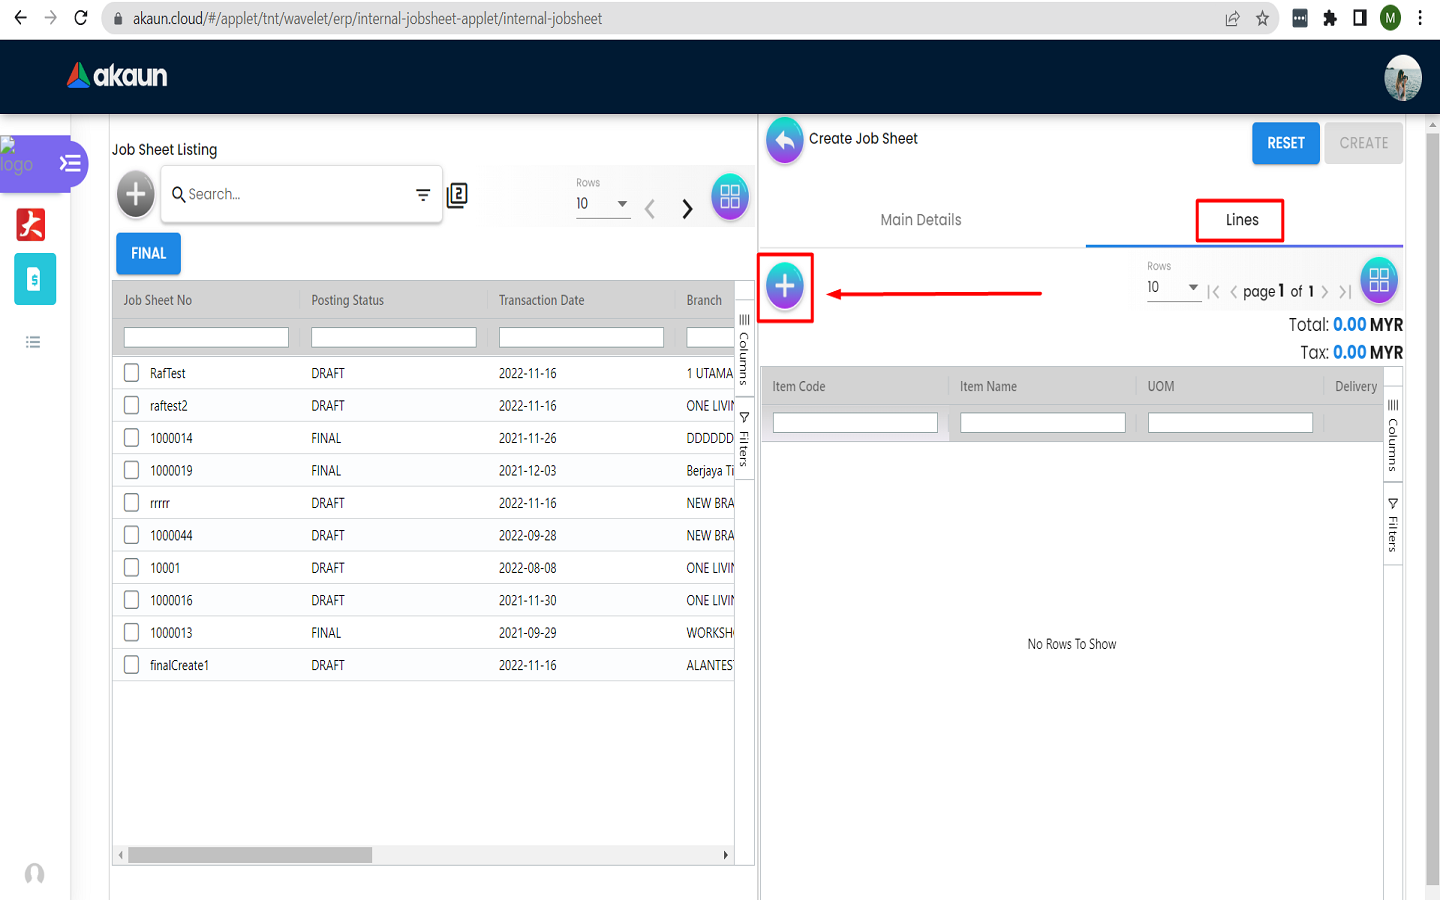 akaun.cloud/#/applet/tnt/wavelet/erp/internal-jobsheet-applet/internal-jobsheet
M
akaun
logo
Job Sheet Listing
Search...
2
Rows
10
FINAL
Job Sheet No Posting Status Transaction Date Branch
RafTest DRAFT 2022-11-16 1 UTAMA
raftest2 DRAFT 2022-11-16 ONE LIVIN
1000014 FINAL 2021-11-26 DDDDDD
1000019 FINAL 2021-12-03 Berjaya Ti
rrrrr DRAFT 2022-11-16 NEW BRA
1000044 DRAFT 2022-09-28 NEW BRA
10001 DRAFT 2022-08-08 ONE LIVIN
1000016 DRAFT 2021-11-30 ONE LIVIN
1000013 FINAL 2021-09-29 WORKSH
finalCreate1 DRAFT 2022-11-16 ALANTES
Columns
Filters
Create Job Sheet
RESET
CREATE
Main Details
Lines
Rows
10
page 1 of 1
Total: 0.00 MYR
Tax: 0.00 MYR
Item Code Item Name UOM Delivery
No Rows To Show
Columns
Filters